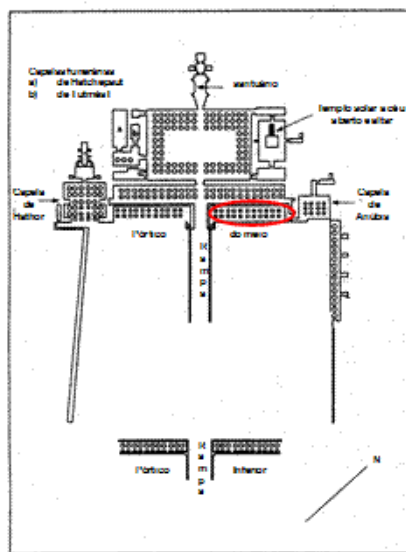 Capelas funerárias
a) de Hatchepsut
b) de Tutmés I
santuário
templo solar a céu
aberto e altar
Capela
de
Hathor
Capela
de
Anúbis
Pórtico
Rampa
do meio
Pórtico
Rampa
Inferior
N